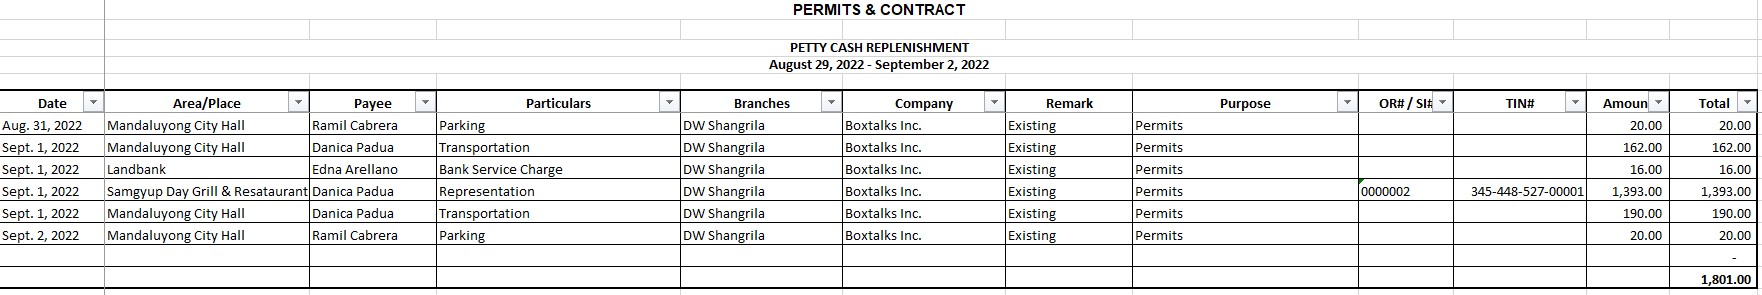 PERMITS & CONTRACT
PETTY CASH REPLENISHMENT
August 29, 2022 - September 2, 2022
Date Area/Place Payee Particulars Branches Company Remark Purpose OR# / SI# TIN# Amoun Total
Aug. 31, 2022 Mandaluyong City Hall Ramil Cabrera Parking DW Shangrila Boxtalks Inc. Existing Permits 20.00 20.00
Sept. 1, 2022 Mandaluyong City Hall Danica Padua Transportation DW Shangrila Boxtalks Inc. Existing Permits 162.00 162.00
Sept. 1, 2022 Landbank Edna Arellano Bank Service Charge DW Shangrila Boxtalks Inc. Existing Permits 16.00 16.00
Sept. 1, 2022 Samgyup Day Grill & Resataurant Danica Padua Representation DW Shangrila Boxtalks Inc. Existing Permits 0000002 345-448-527-00001 1,393.00 1,393.00
Sept. 1, 2022 Mandaluyong City Hall Danica Padua Transportation DW Shangrila Boxtalks Inc. Existing Permits 190.00 190.00
Sept. 2, 2022 Mandaluyong City Hall Ramil Cabrera Parking DW Shangrila Boxtalks Inc. Existing Permits 20.00 20.00
-
1,801.00